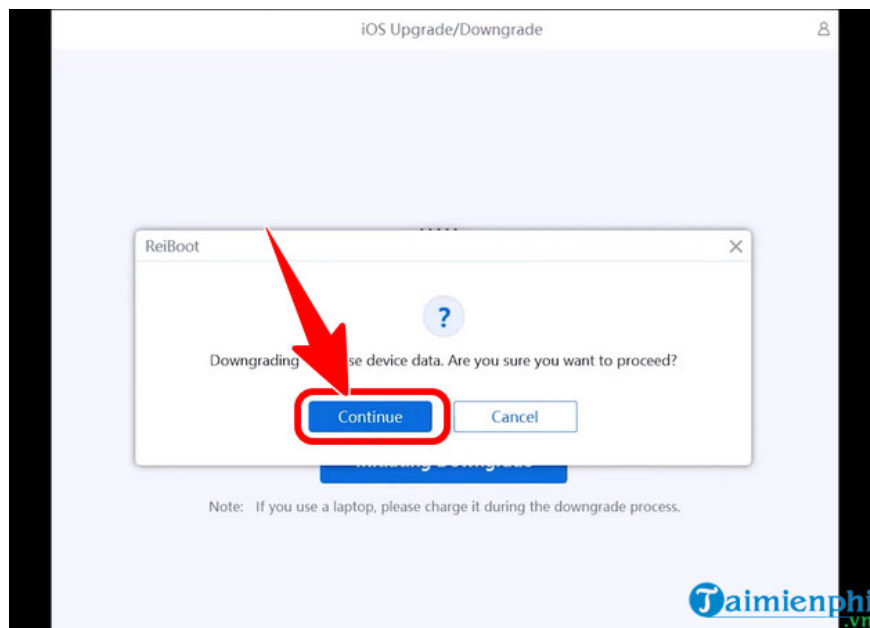 iOS Upgrade/Downgrade
ReiBoot
?
Downgrading se device data. Are you sure you want to proceed?
Continue
Cancel
Downgrade
Note: If you use a laptop, please charge it during the downgrade process.
Taimienphi
.vn